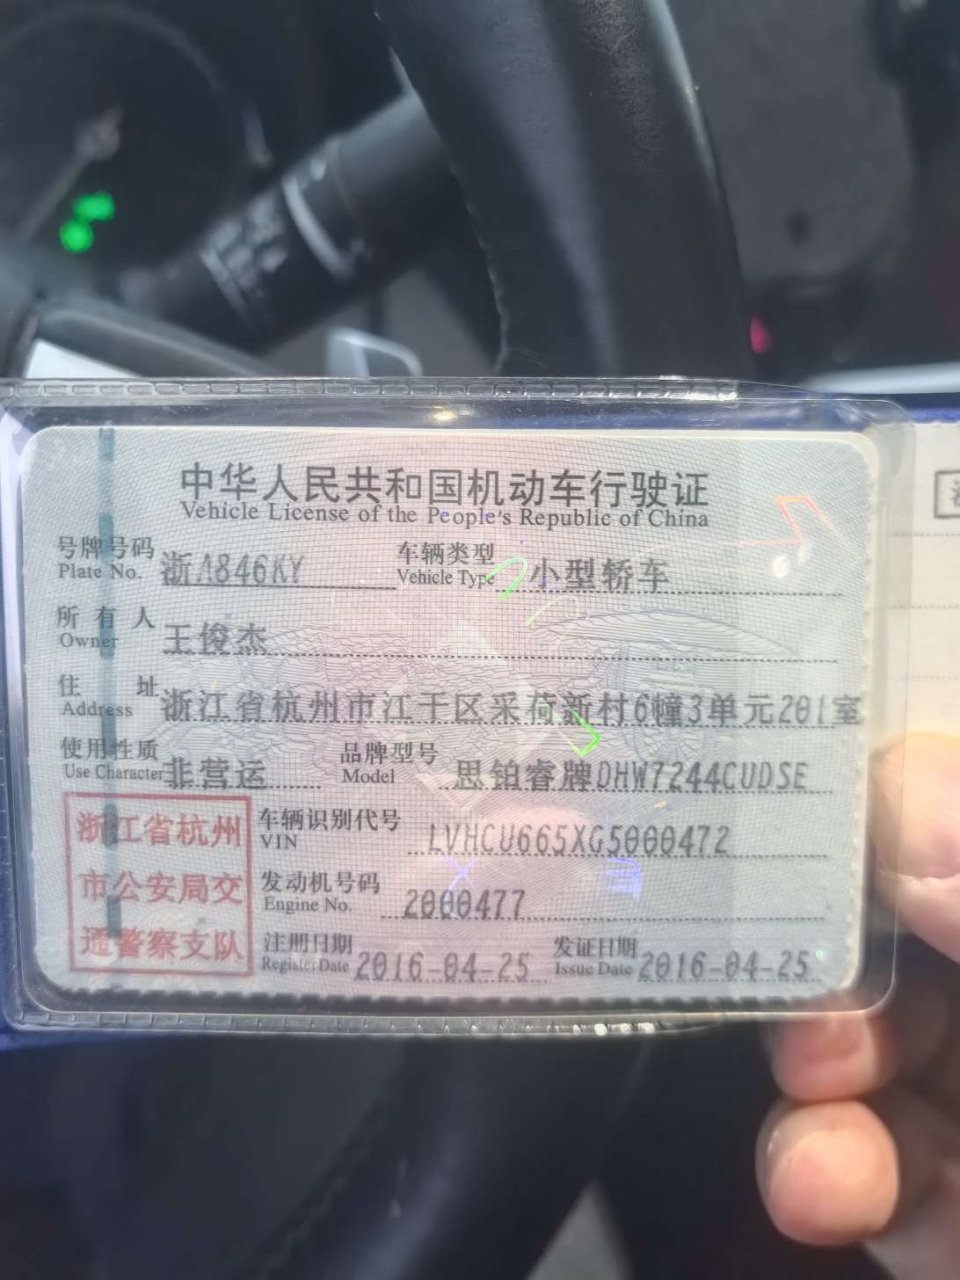 中华人民共和国机动车行驶证
Vehicle License of the People's Republic of China
号牌号码 浙A846KY 车辆类型 小型轿车
Plate No. Vehicle Type
所有人 王俊杰
Owner
住址 浙江省杭州市江干区采荷新村6幢3单元201室
Address
使用性质 非营运 品牌型号 思铂睿牌DHW7244CUDSE
Use Character Model
浙江省杭州
市公安局交
通警察支队
车辆识别代号 LVHCU665XG5000472
VIN
发动机号码 2000477
Engine No.
注册日期 2016-04-25 发证日期 2016-04-25
Register Date Issue Date